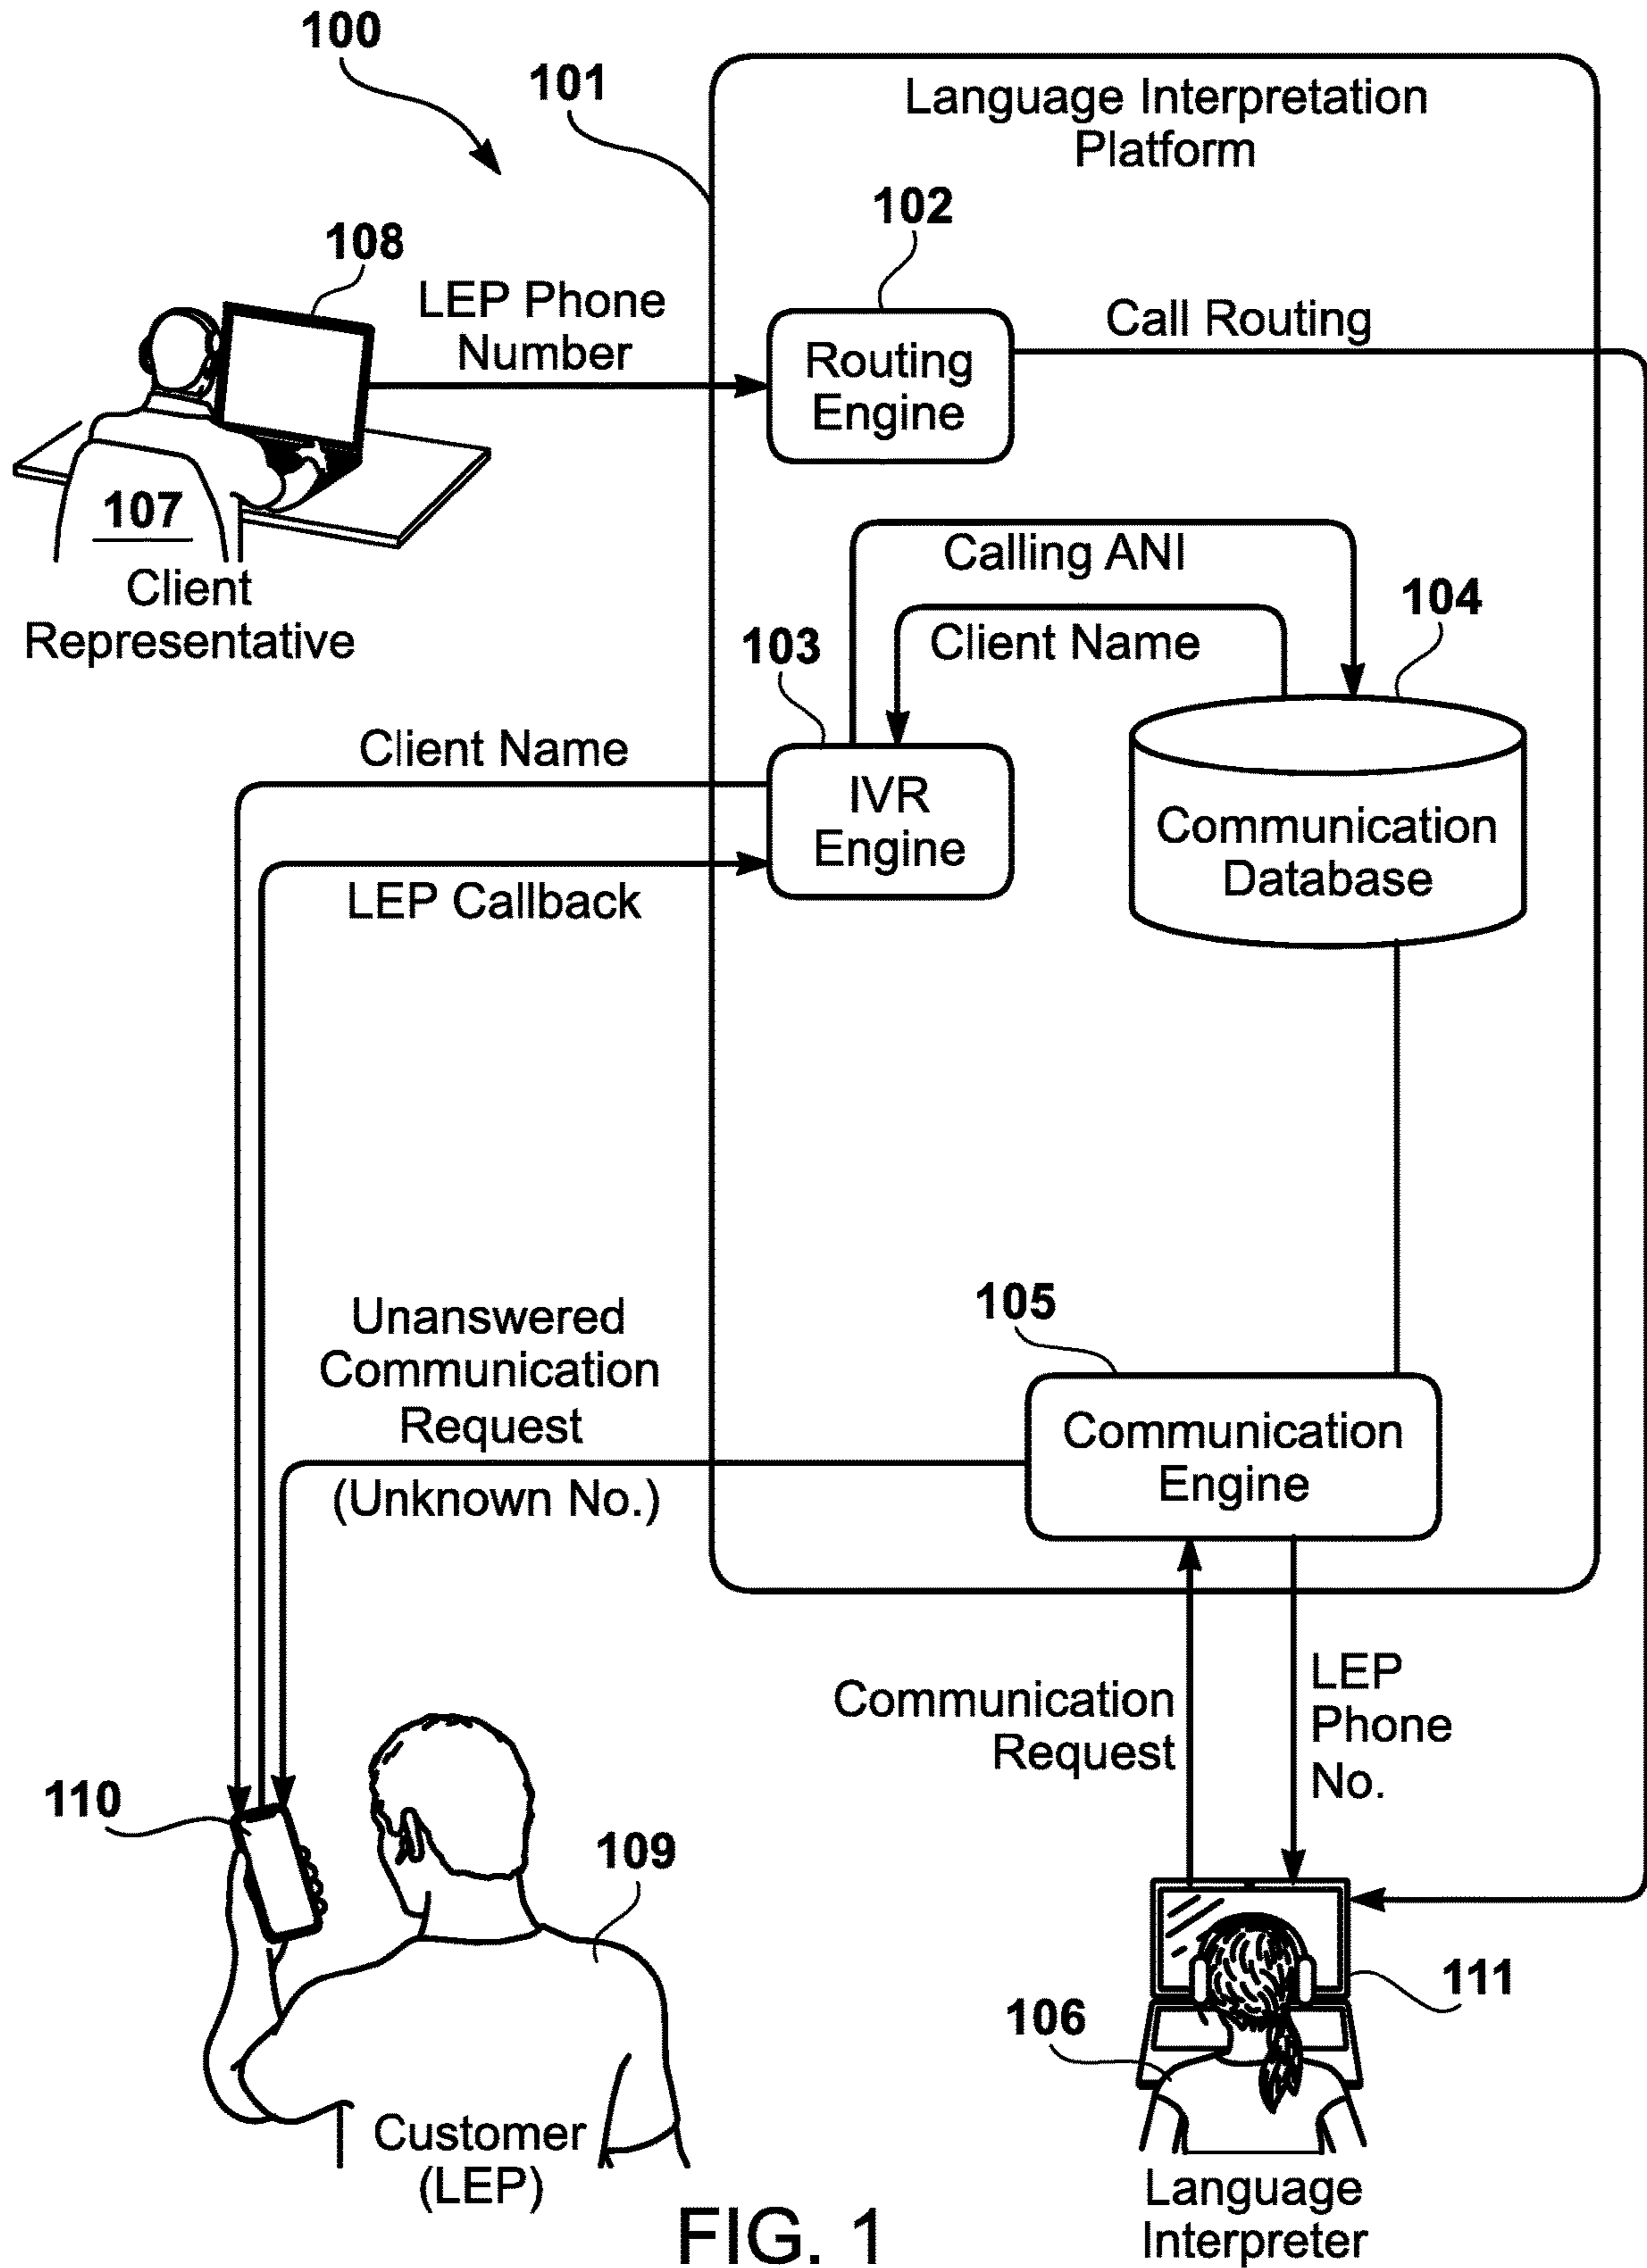 100
101
Language Interpretation
Platform
102
108
LEP Phone
Number
Call Routing
Routing
Engine
107
Client
Representative
Calling ANI
104
Client Name
103
Client Name
IVR
Engine
Communication
Database
LEP Callback
105
Unanswered
Communication
Request
(Unknown No.)
Communication
Engine
Communication
Request
LEP
Phone
No.
110
109
111
106
Customer
(LEP)
Language
Interpreter
FIG. 1